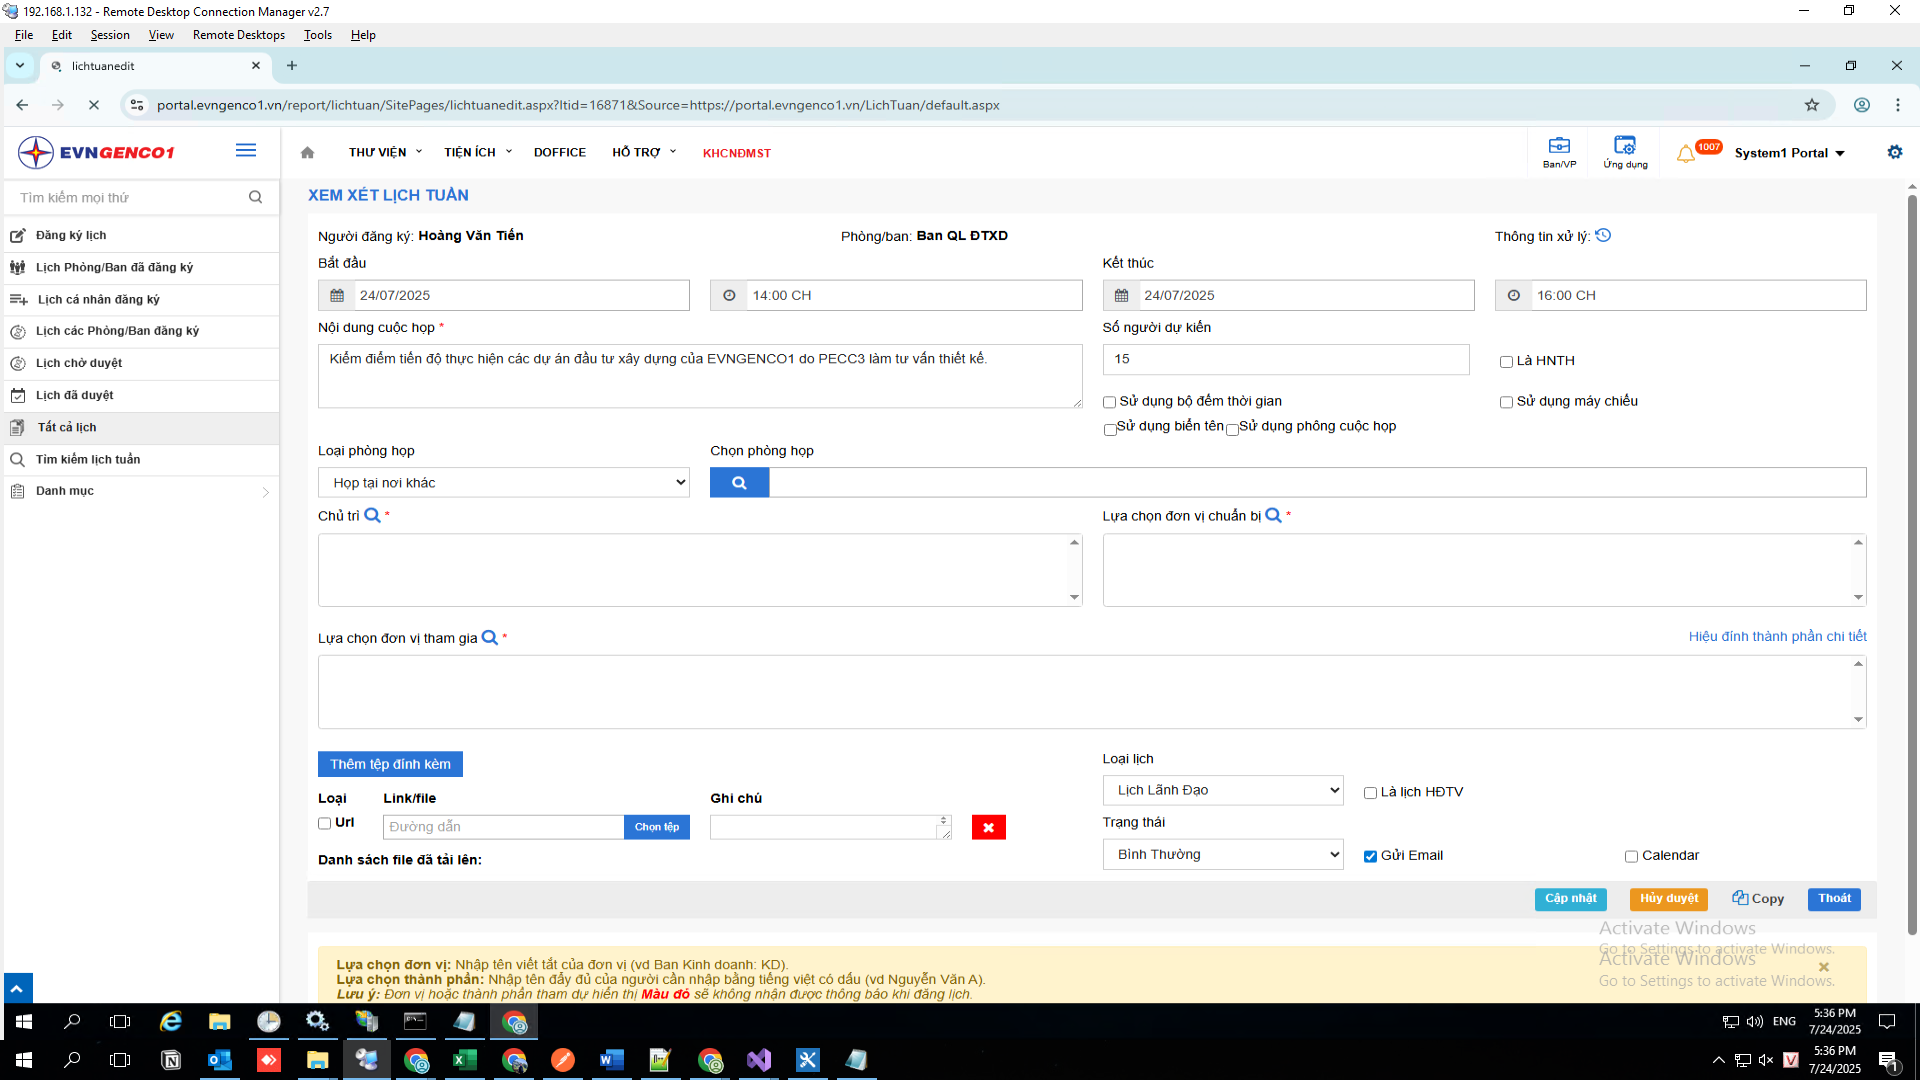 192.168.1.132 - Remote Desktop Connection Manager v2.7
File Edit Session View Remote Desktops Tools Help
lichtuanedit
portal.evngenco1.vn/report/lichtuan/SitePages/lichtuanedit.aspx?ltid=16871&Source=https://portal.evngenco1.vn/LichTuan/default.aspx
EVNGENCO1
THƯ VIỆN TIỆN ÍCH DOFFICE HỖ TRỢ KHCNĐMST
Ban/VP Ứng dụng 1007 System1 Portal
Tìm kiếm mọi thứ
Đăng ký lịch
Lịch Phòng/Ban đã đăng ký
Lịch cá nhân đăng ký
Lịch các Phòng/Ban đăng ký
Lịch chờ duyệt
Lịch đã duyệt
Tất cả lịch
Tìm kiếm lịch tuần
Danh mục
XEM XÉT LỊCH TUẦN
Người đăng ký: Hoàng Văn Tiến Phòng/ban: Ban QL ĐTXD Thông tin xử lý:
Bắt đầu Kết thúc
24/07/2025 14:00 CH 24/07/2025 16:00 CH
Nội dung cuộc họp * Số người dự kiến
Kiểm điểm tiến độ thực hiện các dự án đầu tư xây dựng của EVNGENCO1 do PECC3 làm tư vấn thiết kế. 15 Là HNTH
Sử dụng bộ đếm thời gian Sử dụng máy chiếu
Sử dụng biển tên Sử dụng phông cuộc họp
Loại phòng họp Chọn phòng họp
Họp tại nơi khác
Chủ trì * Lựa chọn đơn vị chuẩn bị *
Lựa chọn đơn vị tham gia * Hiệu đính thành phần chi tiết
Thêm tệp đính kèm
Loại Link/file Ghi chú
Url Đường dẫn Chọn tệp
Danh sách file đã tải lên:
Loại lịch
Lịch Lãnh Đạo Là lịch HĐTV
Trạng thái
Bình Thường Gửi Email Calendar
Cập nhật Hủy duyệt Copy Thoát
Lựa chọn đơn vị: Nhập tên viết tắt của đơn vị (vd Ban Kinh doanh: KD).
Lựa chọn thành phần: Nhập tên đầy đủ của người cần nhập bằng tiếng việt có dấu (vd Nguyễn Văn A).
Lưu ý: Đơn vị hoặc thành phần tham dự hiển thị Màu đỏ sẽ không nhận được thông báo khi đăng lịch.
Activate Windows
Go to Settings to activate Windows.
Activate Windows
Go to Settings to activate Windows.
ENG 5:36 PM
7/24/2025
5:36 PM
7/24/2025
1